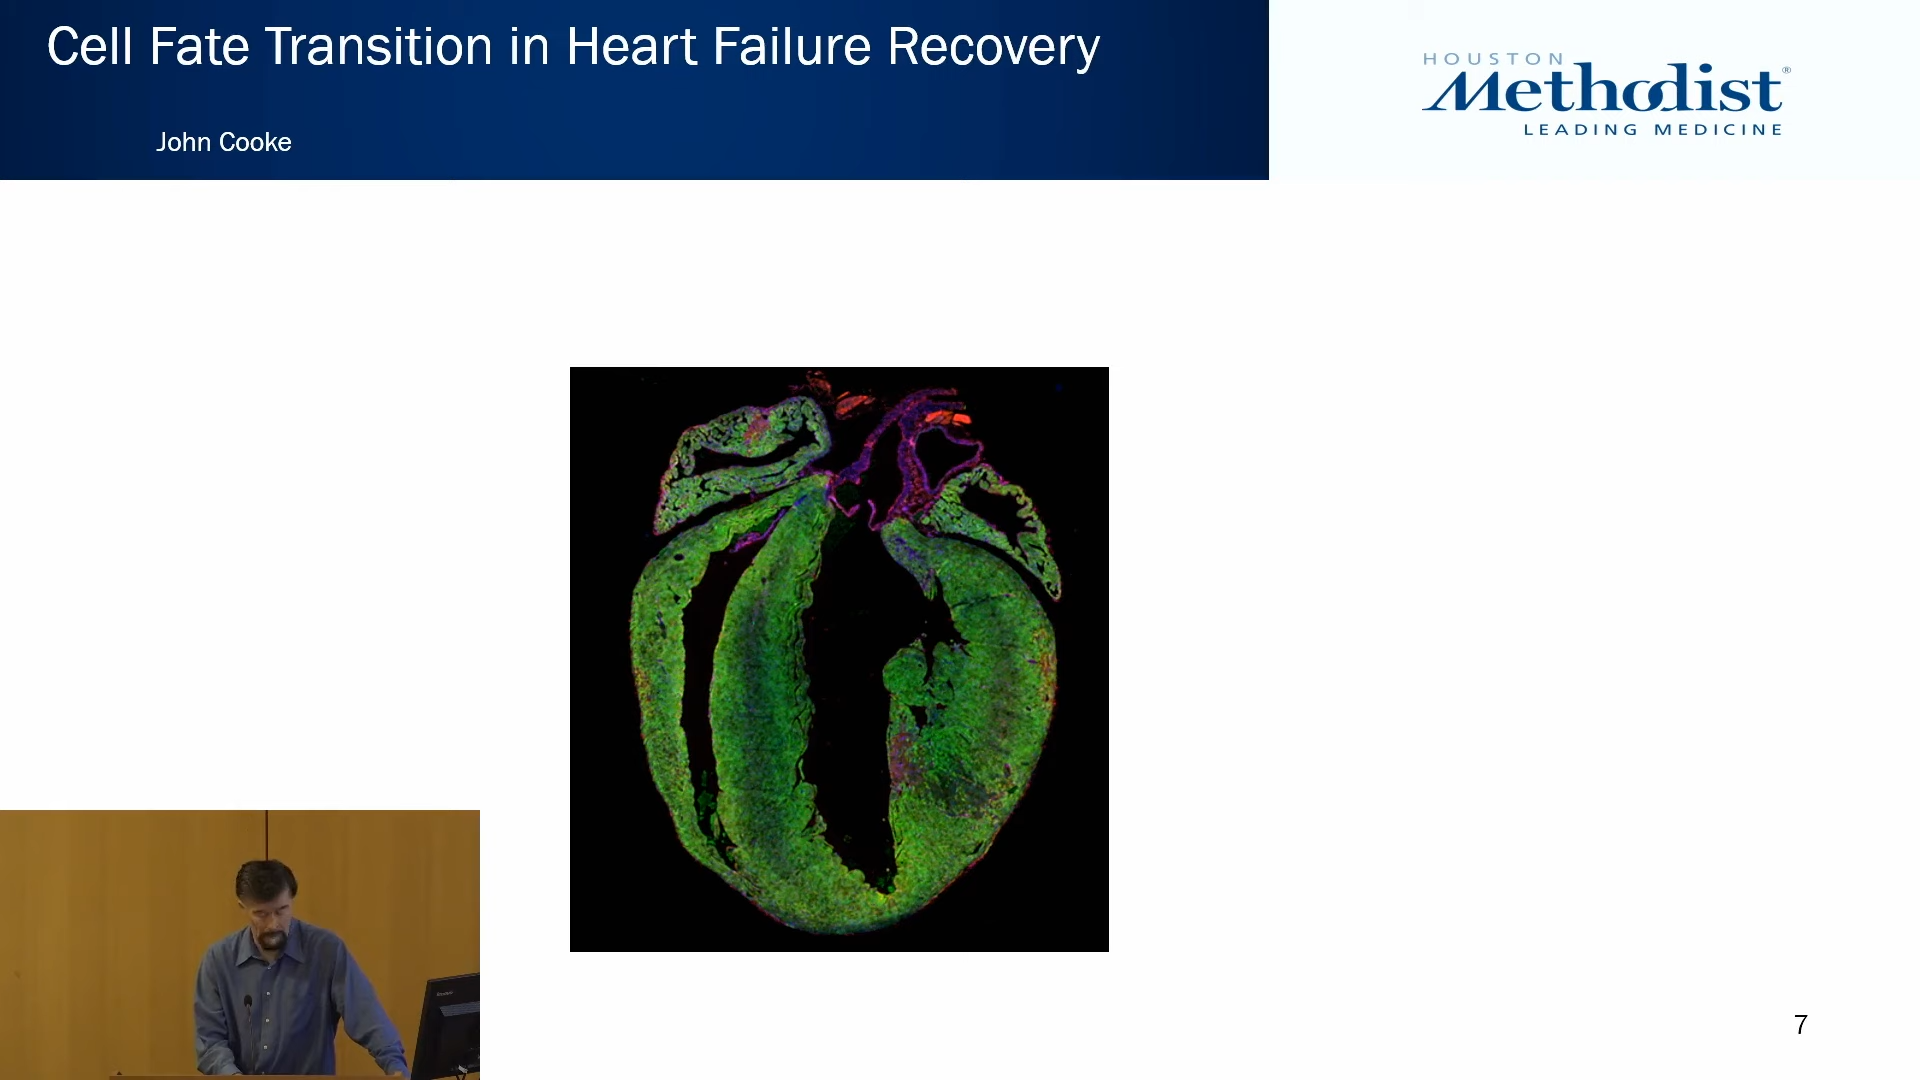 Cell Fate Transition in Heart Failure Recovery
John Cooke
HOUSTON
Methodist®
LEADING MEDICINE
7